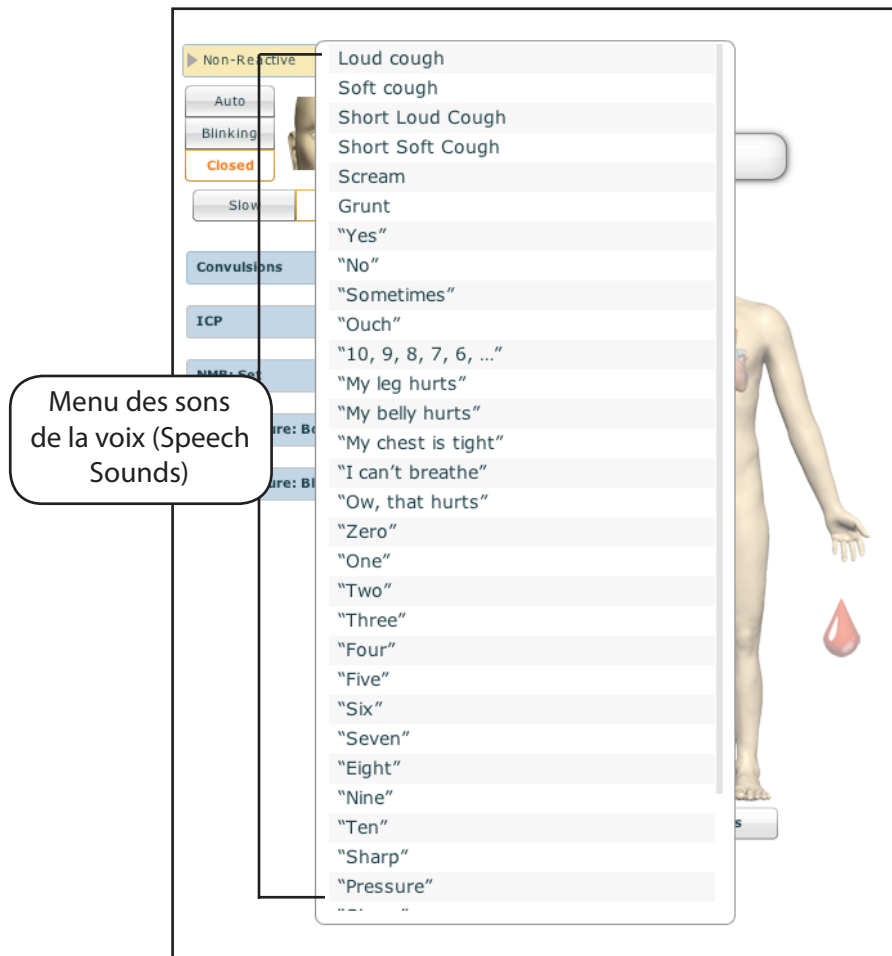 Non-Reactive
Auto
Blinking
Closed
Slow
Convulsions
ICP
NMB: Set
ure: Bo
ure: Bl
Menu des sons
de la voix (Speech
Sounds)
Loud cough
Soft cough
Short Loud Cough
Short Soft Cough
Scream
Grunt
“Yes”
“No”
“Sometimes”
“Ouch”
“10, 9, 8, 7, 6, …”
“My leg hurts”
“My belly hurts”
“My chest is tight”
“I can’t breathe”
“Ow, that hurts”
“Zero”
“One”
“Two”
“Three”
“Four”
“Five”
“Six”
“Seven”
“Eight”
“Nine”
“Ten”
“Sharp”
“Pressure”
s